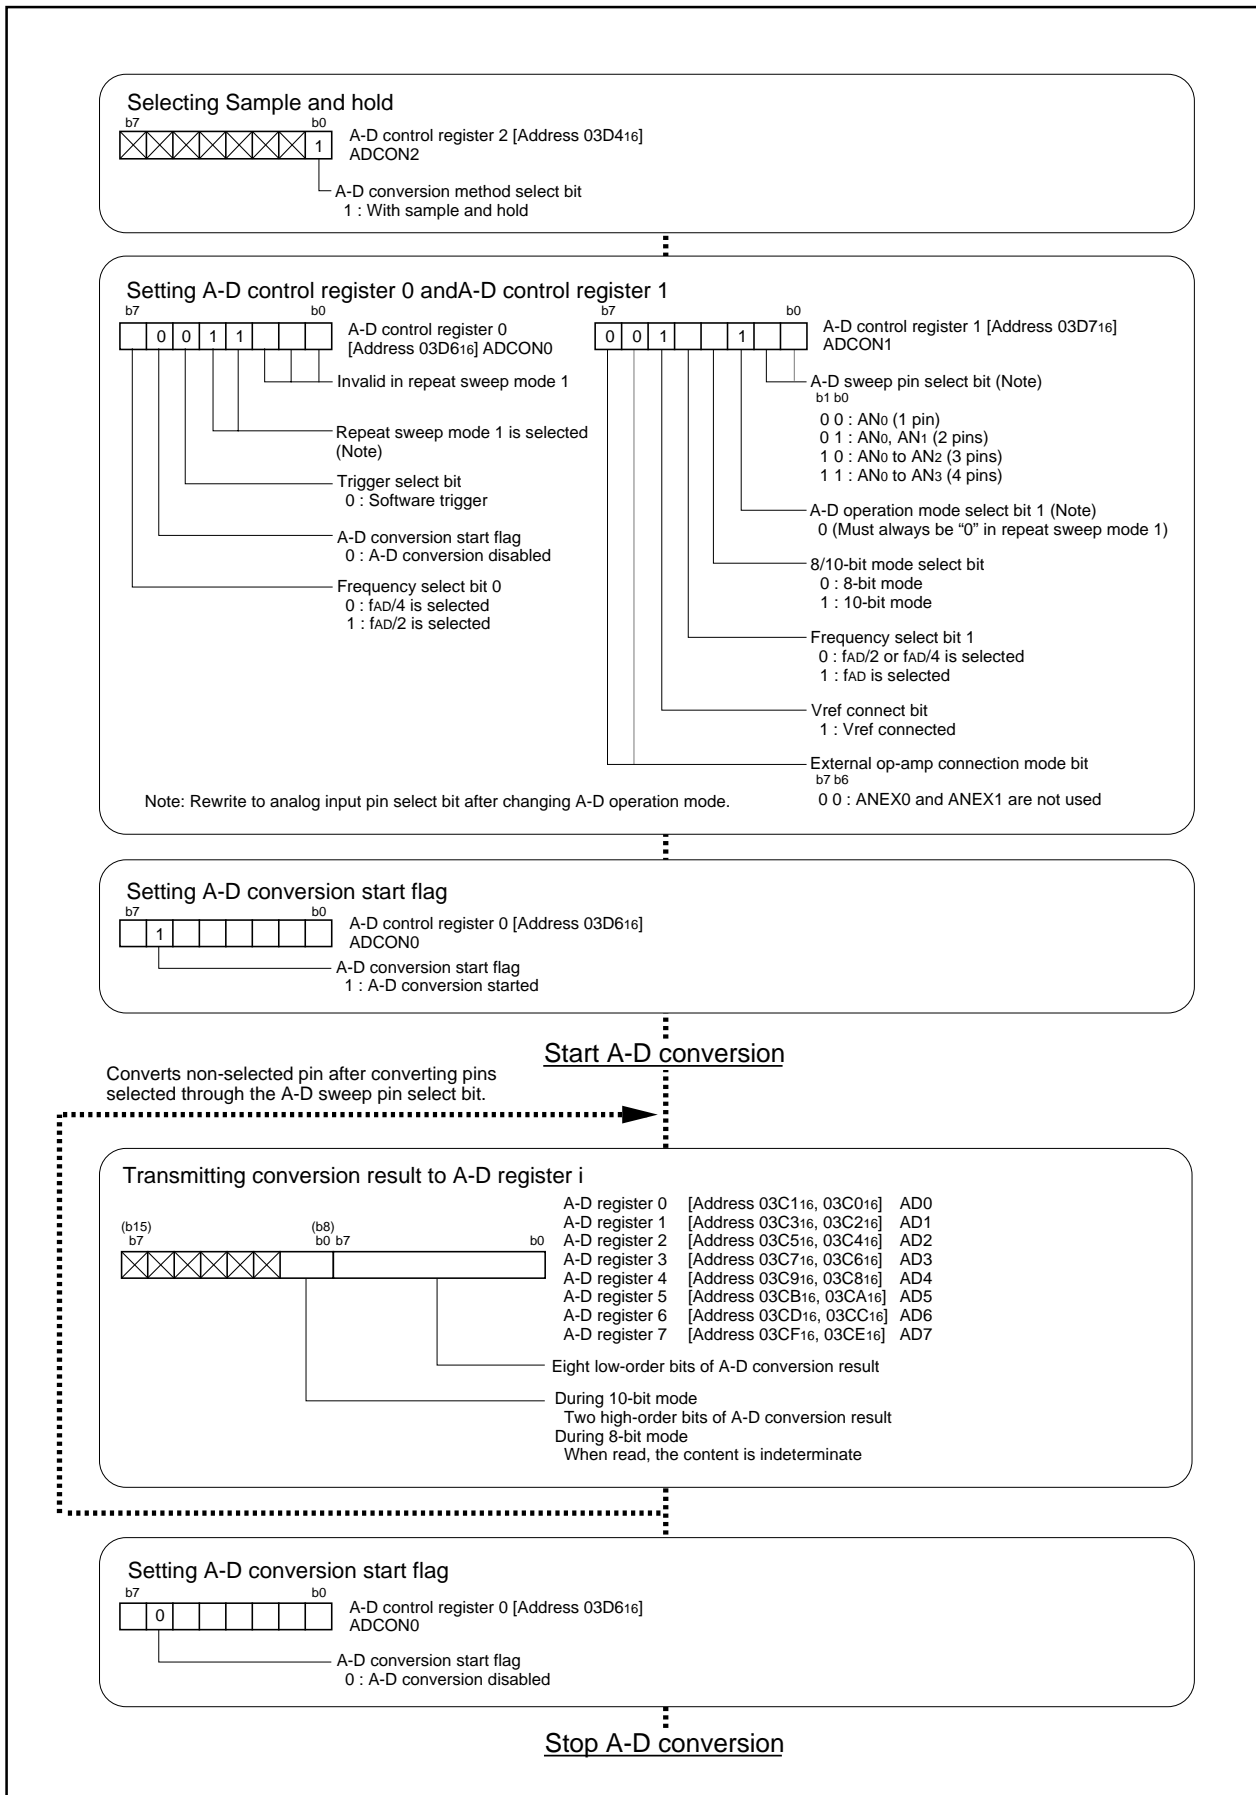 Selecting Sample and hold
b7 b0
1
A-D control register 2 [Address 03D416]
ADCON2
A-D conversion method select bit
1 : With sample and hold
Setting A-D control register 0 andA-D control register 1
b7 b0
0 0 1 1
A-D control register 0
[Address 03D616] ADCON0
Invalid in repeat sweep mode 1
Repeat sweep mode 1 is selected
(Note)
Trigger select bit
0 : Software trigger
A-D conversion start flag
0 : A-D conversion disabled
Frequency select bit 0
0 : fAD/4 is selected
1 : fAD/2 is selected
b7 b0
0 0 1 1
A-D control register 1 [Address 03D716]
ADCON1
A-D sweep pin select bit (Note)
b1 b0
0 0 : AN0 (1 pin)
0 1 : AN0, AN1 (2 pins)
1 0 : AN0 to AN2 (3 pins)
1 1 : AN0 to AN3 (4 pins)
A-D operation mode select bit 1 (Note)
0 (Must always be “0” in repeat sweep mode 1)
8/10-bit mode select bit
0 : 8-bit mode
1 : 10-bit mode
Frequency select bit 1
0 : fAD/2 or fAD/4 is selected
1 : fAD is selected
Vref connect bit
1 : Vref connected
External op-amp connection mode bit
b7 b6
0 0 : ANEX0 and ANEX1 are not used
Note: Rewrite to analog input pin select bit after changing A-D operation mode.
Setting A-D conversion start flag
b7 b0
1
A-D control register 0 [Address 03D616]
ADCON0
A-D conversion start flag
1 : A-D conversion started
Start A-D conversion
Converts non-selected pin after converting pins
selected through the A-D sweep pin select bit.
Transmitting conversion result to A-D register i
(b15) (b8)
b7 b0 b7 b0
A-D register 0 [Address 03C116, 03C016] AD0
A-D register 1 [Address 03C316, 03C216] AD1
A-D register 2 [Address 03C516, 03C416] AD2
A-D register 3 [Address 03C716, 03C616] AD3
A-D register 4 [Address 03C916, 03C816] AD4
A-D register 5 [Address 03CB16, 03CA16] AD5
A-D register 6 [Address 03CD16, 03CC16] AD6
A-D register 7 [Address 03CF16, 03CE16] AD7
Eight low-order bits of A-D conversion result
During 10-bit mode
Two high-order bits of A-D conversion result
During 8-bit mode
When read, the content is indeterminate
Setting A-D conversion start flag
b7 b0
0
A-D control register 0 [Address 03D616]
ADCON0
A-D conversion start flag
0 : A-D conversion disabled
Stop A-D conversion